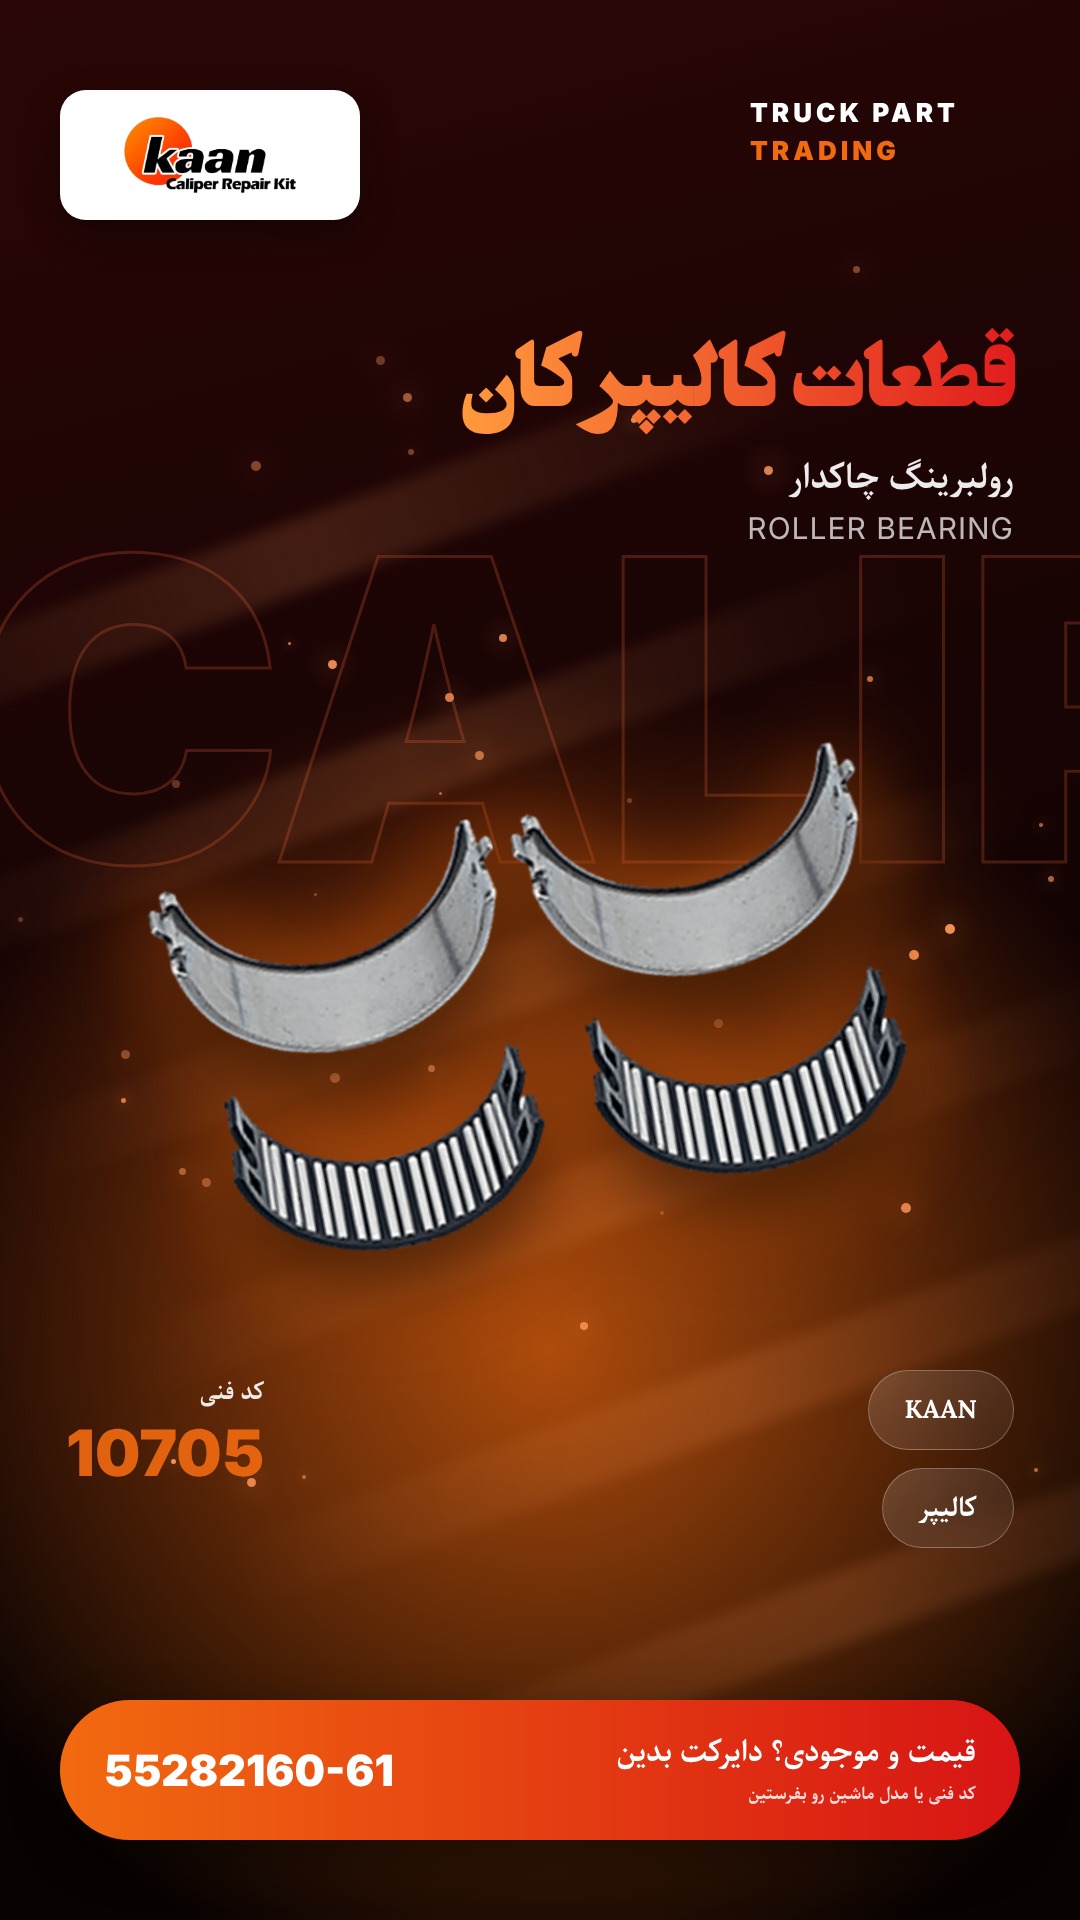 kaan
Caliper Repair Kit
TRUCK PART
TRADING
قطعات کالیپر کان
رولبرینگ چاکدار
ROLLER BEARING
CALIP
کد فنی
10705
KAAN
کالیپر
قیمت و موجودی؟ دایرکت بدین
کد فنی یا مدل ماشین رو بفرستین
55282160-61